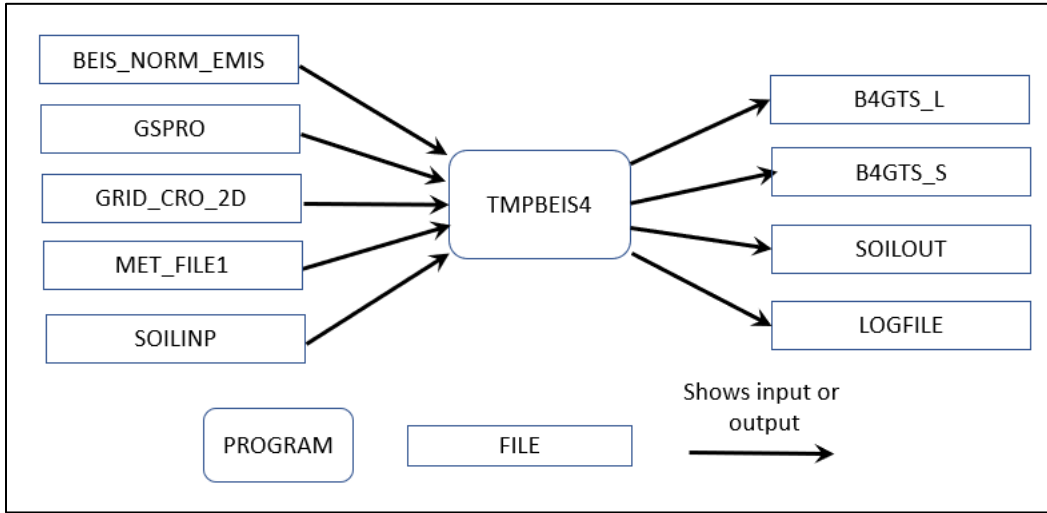 BEIS_NORM_EMIS
GSPRO
GRID_CRO_2D
MET_FILE1
SOILINP
TMPBEIS4
B4GTS_L
B4GTS_S
SOILOUT
LOGFILE
PROGRAM
FILE
Shows input or
output